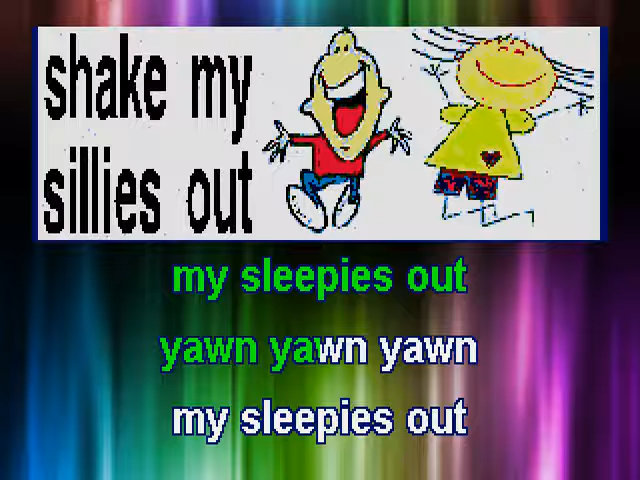 shake my
sillies out
my sleepies out
yawn yawn yawn
my sleepies out